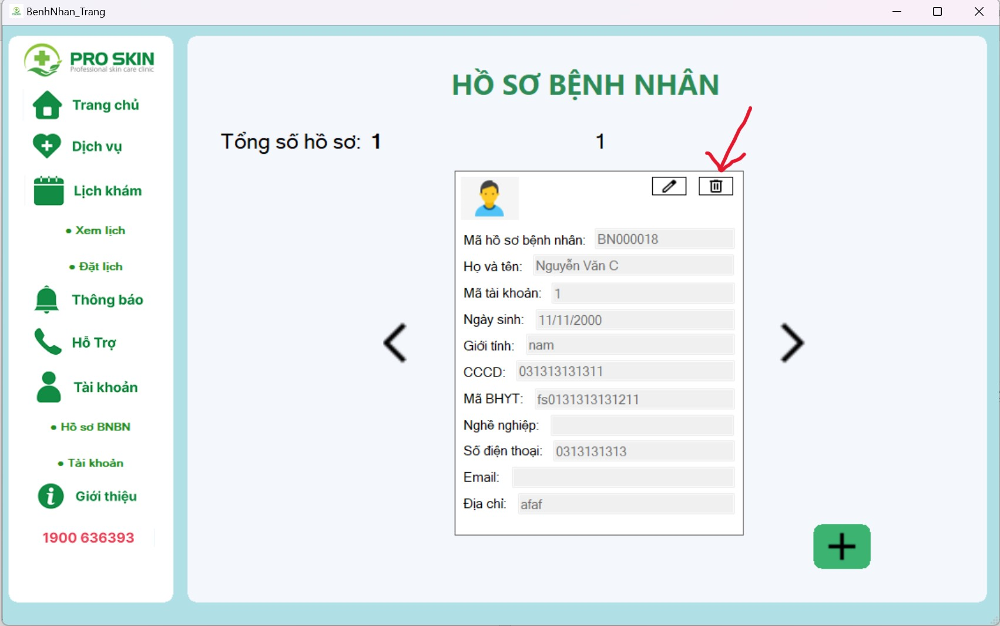 BenhNhan_Trang
PRO SKIN
Professional skin care clinic
Trang chủ
Dịch vụ
Lịch khám
• Xem lịch
• Đặt lịch
Thông báo
Hỗ Trợ
Tài khoản
• Hồ sơ BNBN
• Tài khoản
Giới thiệu
1900 636393
HỒ SƠ BỆNH NHÂN
Tổng số hồ sơ: 1
1
Mã hồ sơ bệnh nhân: BN000018
Họ và tên: Nguyễn Văn C
Mã tài khoản: 1
Ngày sinh: 11/11/2000
Giới tính: nam
CCCD: 031313131311
Mã BHYT: fs0131313131211
Nghề nghiệp:
Số điện thoại: 0313131313
Email:
Địa chỉ: afaf